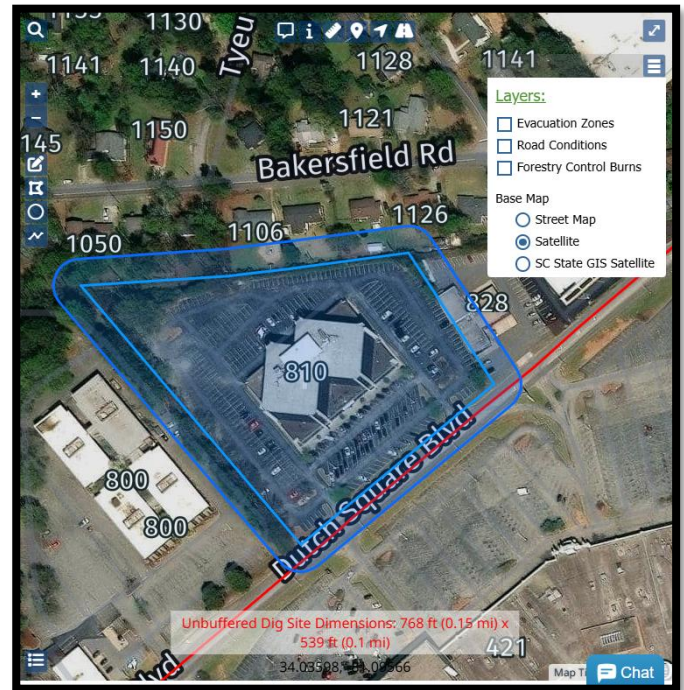 1130
Tyeu
1141
1140
1128
1141
Layers:
1150
1121
Evacuation Zones
145
Road Conditions
Bakersfield Rd
Forestry Control Burns
Base Map
1126
Street Map
1050
1106
Satellite
SC State GIS Satellite
828
810
Dutch Square Blvd
800
800
Unbuffered Dig Site Dimensions: 768 ft (0.15 mi) x
539 ft (0.1 mi)
421
Chat